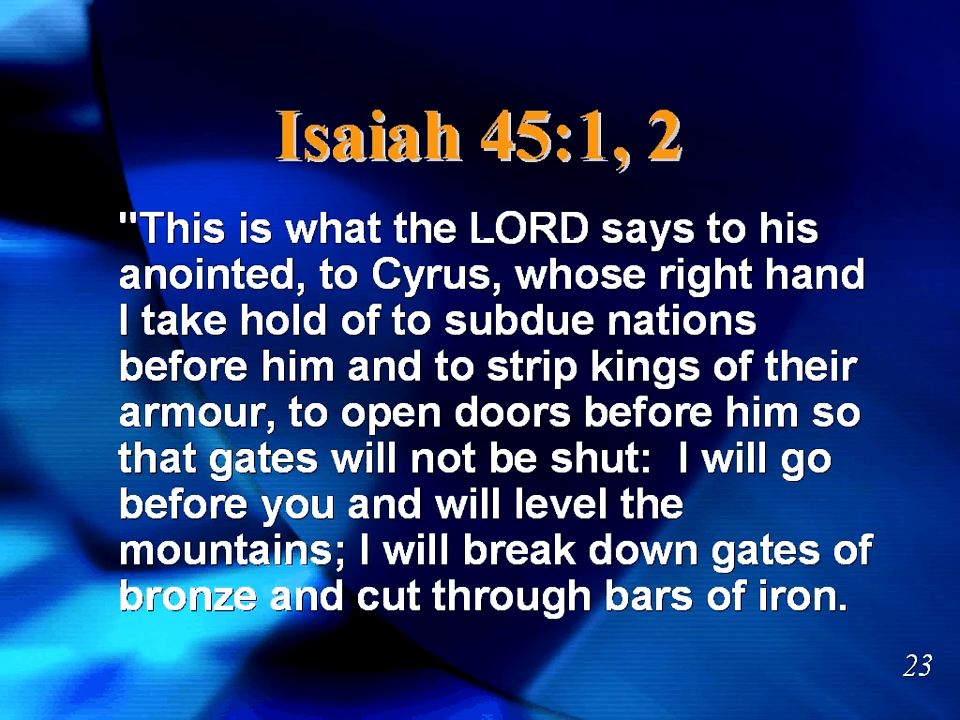 Isaiah 45:1, 2
"This is what the LORD says to his
anointed, to Cyrus, whose right hand
I take hold of to subdue nations
before him and to strip kings of their
armour, to open doors before him so
that gates will not be shut:  I will go
before you and will level the
mountains; I will break down gates of
bronze and cut through bars of iron.
23